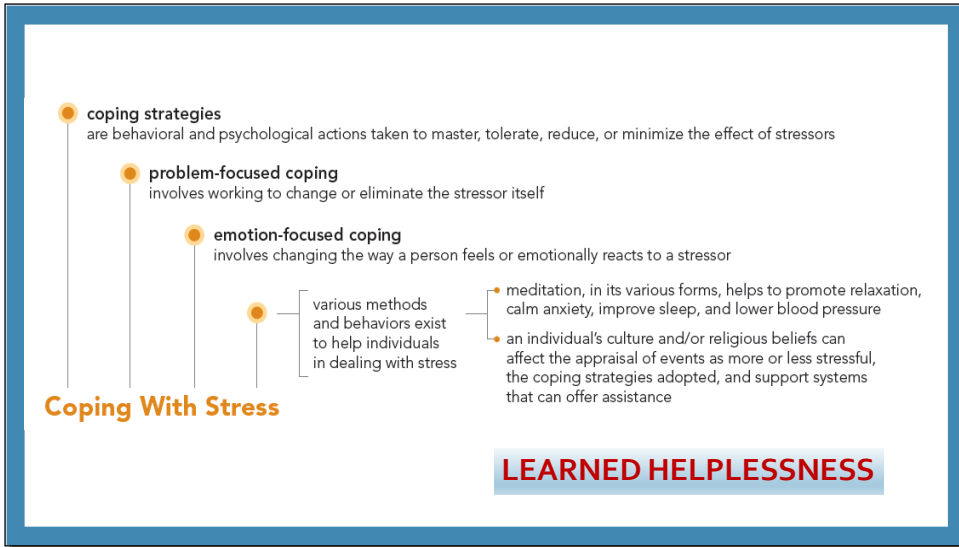 coping strategies
are behavioral and psychological actions taken to master, tolerate, reduce, or minimize the effect of stressors
problem-focused coping
involves working to change or eliminate the stressor itself
emotion-focused coping
involves changing the way a person feels or emotionally reacts to a stressor
various methods
and behaviors exist
to help individuals
in dealing with stress
meditation, in its various forms, helps to promote relaxation,
calm anxiety, improve sleep, and lower blood pressure
an individual's culture and/or religious beliefs can
affect the appraisal of events as more or less stressful,
the coping strategies adopted, and support systems
that can offer assistance
Coping With Stress
LEARNED HELPLESSNESS